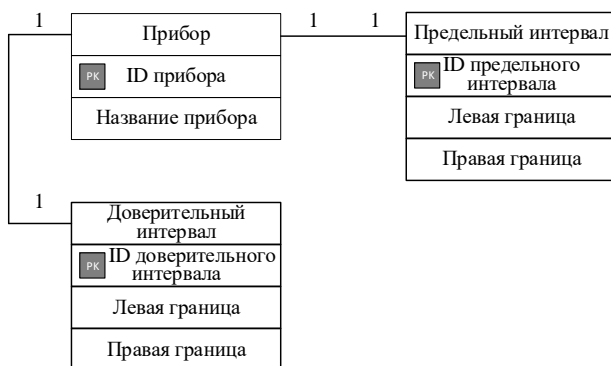 1
Прибор
1
1
Предельный интервал
PK
ID прибора
PK
ID предельного
интервала
Название прибора
Левая граница
Правая граница
1
Доверительный
интервал
PK
ID доверительного
интервала
Левая граница
Правая граница